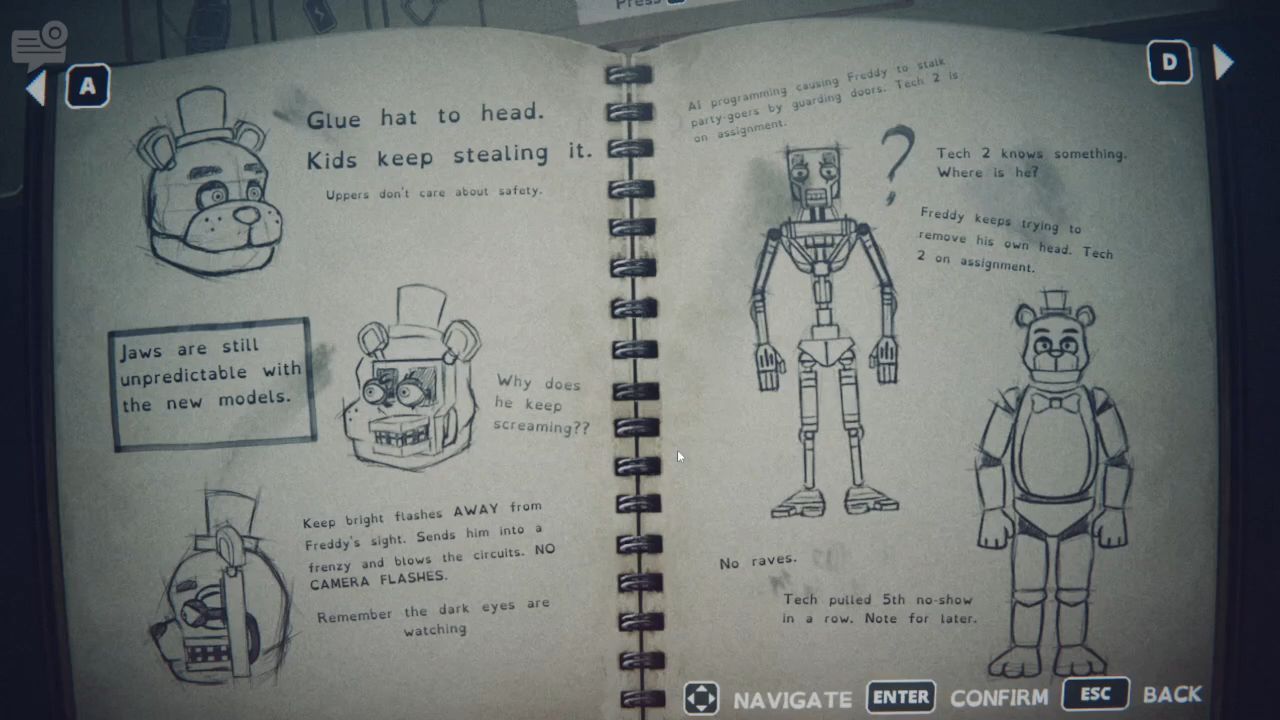 Press
A
D
Glue hat to head.
Kids keep stealing it.
Uppers don't care about safety.
Jaws are still
unpredictable with
the new models.
Why does
he keep
screaming??
Keep bright flashes AWAY from
Freddy's sight. Sends him into a
frenzy and blows the circuits. NO
CAMERA FLASHES.
Remember the dark eyes are
watching
AI programming causing Freddy to stalk
party-goers by guarding doors. Tech 2 is
on assignment.
?
Tech 2 knows something.
Where is he?
Freddy keeps trying to
remove his own head. Tech
2 on assignment.
No raves.
Tech pulled 5th no-show
in a row. Note for later.
NAVIGATE ENTER CONFIRM ESC BACK